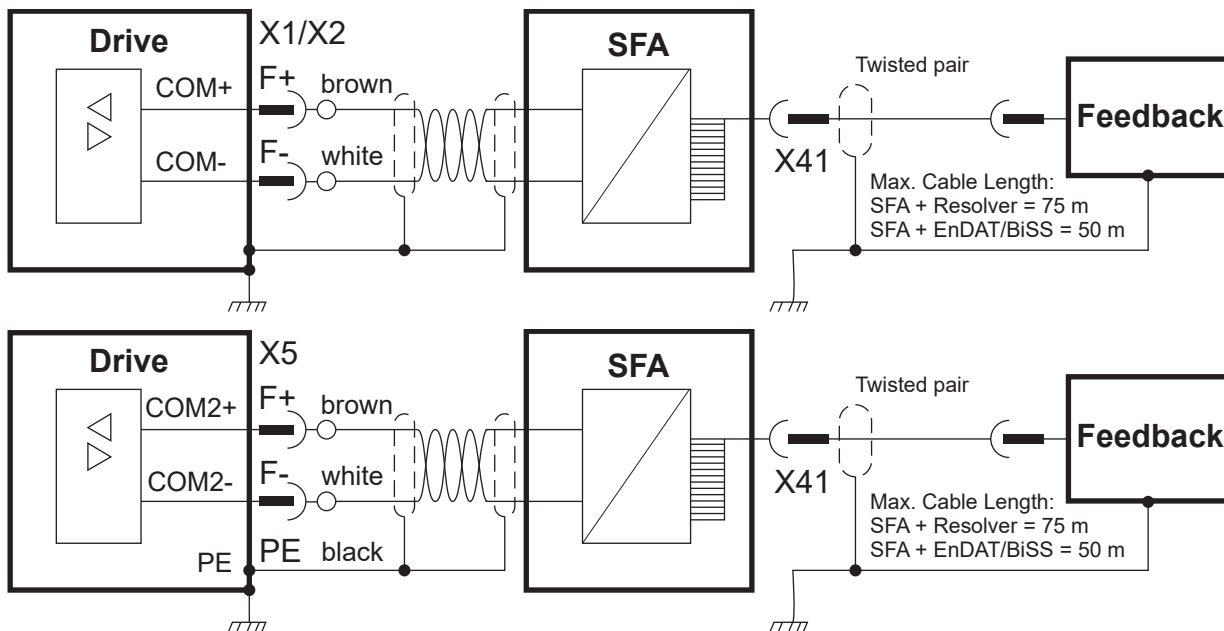 Drive
X1/X2
SFA
COM+
F+
brown
Twisted pair
Feedback
COM-
F-
white
X41
Max. Cable Length:
SFA + Resolver = 75 m
SFA + EnDAT/BiSS = 50 m
Drive
X5
SFA
COM2+
F+
brown
Twisted pair
Feedback
COM2-
F-
white
X41
Max. Cable Length:
SFA + Resolver = 75 m
SFA + EnDAT/BiSS = 50 m
PE
PE
black